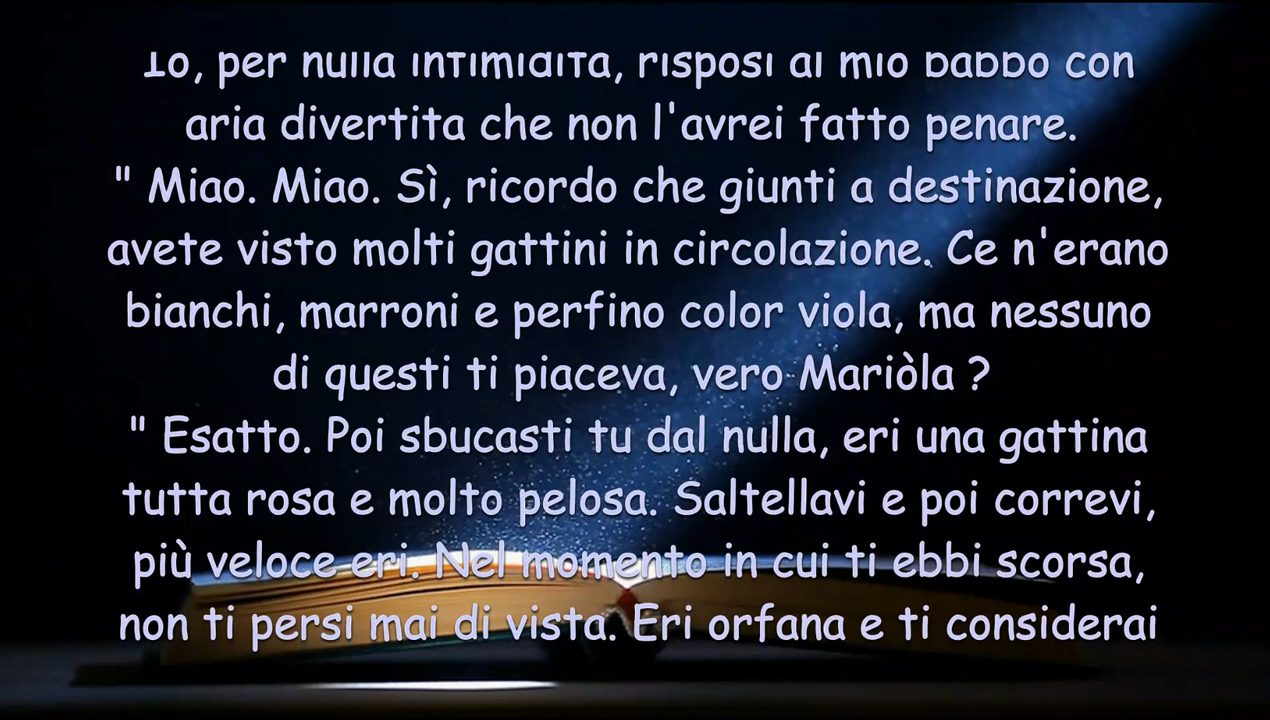 Io, per nulla intimidita, risposi al mio babbo con
aria divertita che non l'avrei fatto penare.
" Miao. Miao. Sì, ricordo che giunti a destinazione,
avete visto molti gattini in circolazione. Ce n'erano
bianchi, marroni e perfino color viola, ma nessuno
di questi ti piaceva, vero Mariòla ?
" Esatto. Poi sbucasti tu dal nulla, eri una gattina
tutta rosa e molto pelosa. Saltellavi e poi correvi,
più veloce eri. Nel momento in cui ti ebbi scorsa,
non ti persi mai di vista. Eri orfana e ti considerai